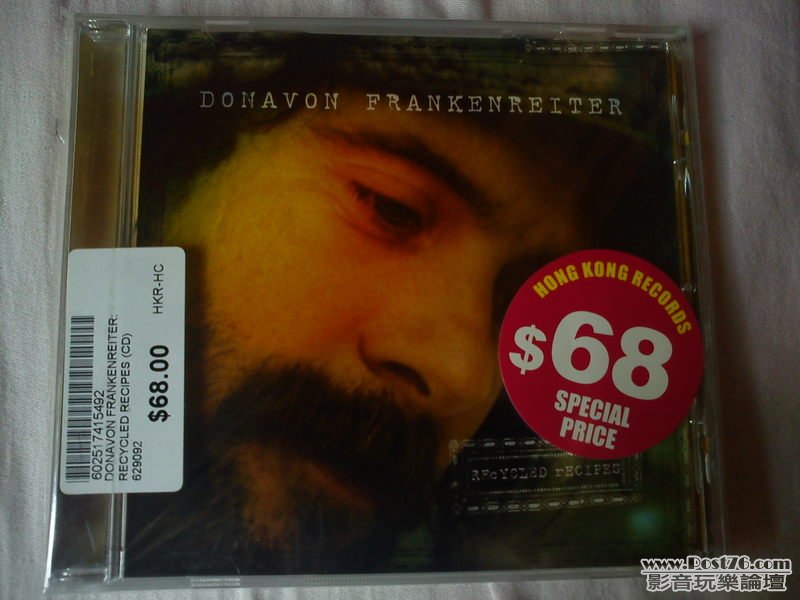 DONAVON FRANKENREITER
HONG KONG RECORDS
$68
SPECIAL
PRICE
RECYCLED rECIPES
602517415492
DONAVON FRANKENREITER:
RECYCLED RECIPES (CD)
629092
$68.00
HKR-HC
www.Post76.com
影音玩樂論壇